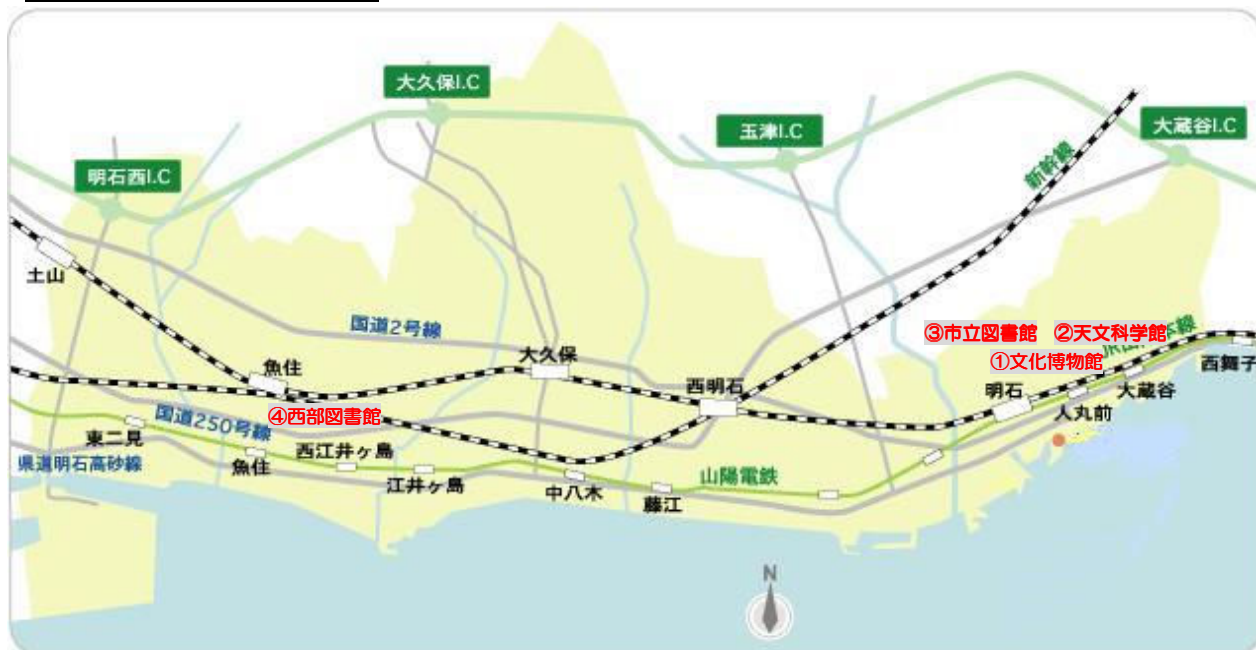 大久保I.C
玉津I.C
大蔵谷I.C
明石西I.C
新幹線
土山
国道2号線
③市立図書館
②天文科学館
①文化博物館
大久保
西明石
明石
大蔵谷
西舞子
人丸前
魚住
④西部図書館
国道250号線
東二見
県道明石高砂線
魚住
西江井ヶ島
江井ヶ島
中八木
藤江
山陽電鉄
N